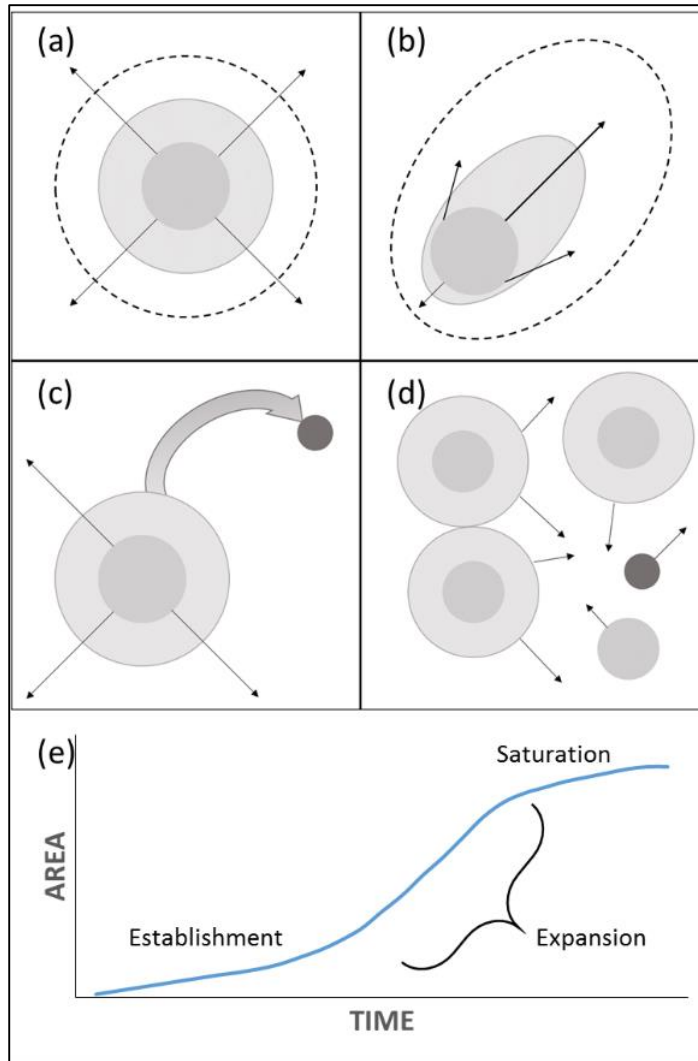 (a)
(b)
(c)
(d)
(e)
Saturation
AREA
Establishment
Expansion
TIME